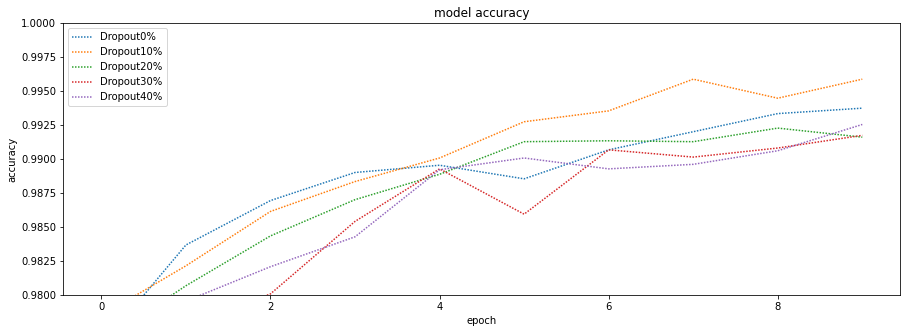 model accuracy
1.0000
0.9975
0.9950
0.9925
0.9900
0.9875
0.9850
0.9825
0.9800
accuracy
Dropout0%
Dropout10%
Dropout20%
Dropout30%
Dropout40%
0 2 4 6 8
epoch